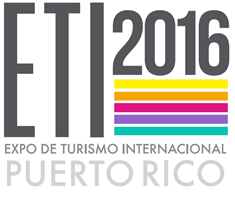 ETI 2016
EXPO DE TURISMO INTERNACIONAL
PUERTO RICO